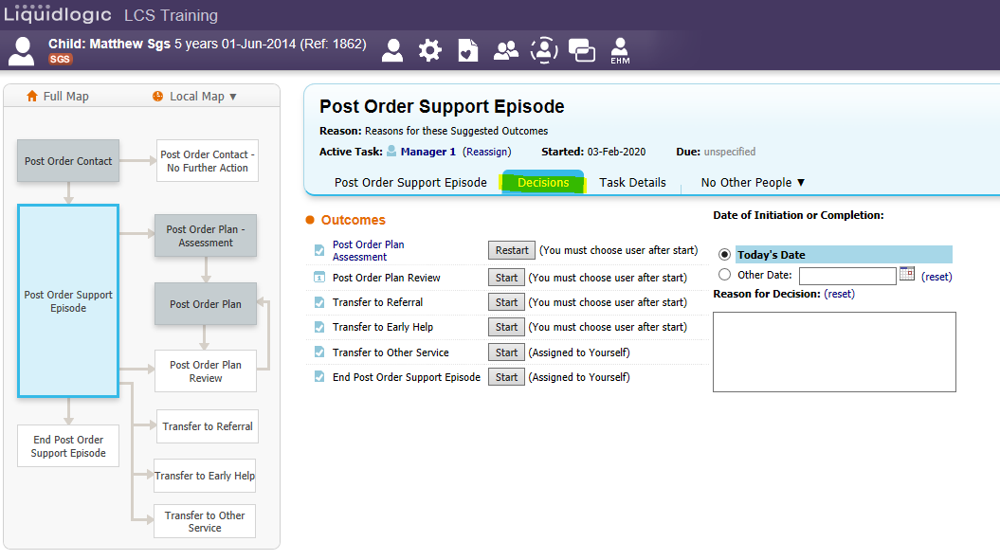 Liquidlogic LCS Training
Child: Matthew Sgs 5 years 01-Jun-2014 (Ref: 1862)
SGS
EHM
Full Map
Local Map ▼
Post Order Contact
Post Order Contact -
No Further Action
Post Order Support
Episode
Post Order Plan -
Assessment
Post Order Plan
Post Order Plan
Review
End Post Order
Support Episode
Transfer to Referral
Transfer to Early Help
Transfer to Other
Service
Post Order Support Episode
Reason: Reasons for these Suggested Outcomes
Active Task: Manager 1 (Reassign) Started: 03-Feb-2020 Due: unspecified
Post Order Support Episode Decisions Task Details No Other People ▼
Outcomes
Post Order Plan
Assessment
Restart (You must choose user after start)
1 Post Order Plan Review Start (You must choose user after start)
Transfer to Referral Start (You must choose user after start)
Transfer to Early Help Start (You must choose user after start)
Transfer to Other Service Start (Assigned to Yourself)
End Post Order Support Episode Start (Assigned to Yourself)
Date of Initiation or Completion:
Today's Date
Other Date: (reset)
Reason for Decision: (reset)